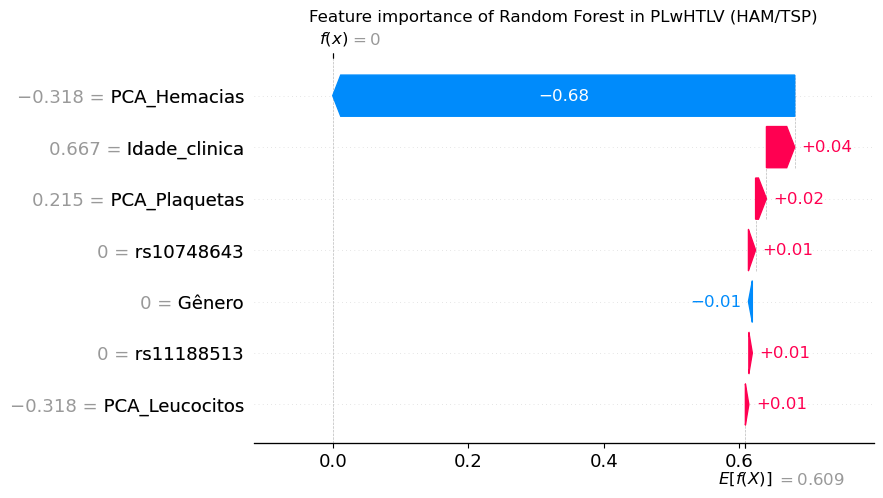 Feature importance of Random Forest in PLwHTLV (HAM/TSP)
f(x) = 0
−0.318 = PCA_Hemacias
−0.68
0.667 = Idade_clinica
+0.04
0.215 = PCA_Plaquetas
+0.02
0 = rs10748643
+0.01
0 = Gênero
−0.01
0 = rs11188513
+0.01
−0.318 = PCA_Leucocitos
+0.01
0.0 0.2 0.4 0.6
E[f(X)] = 0.609